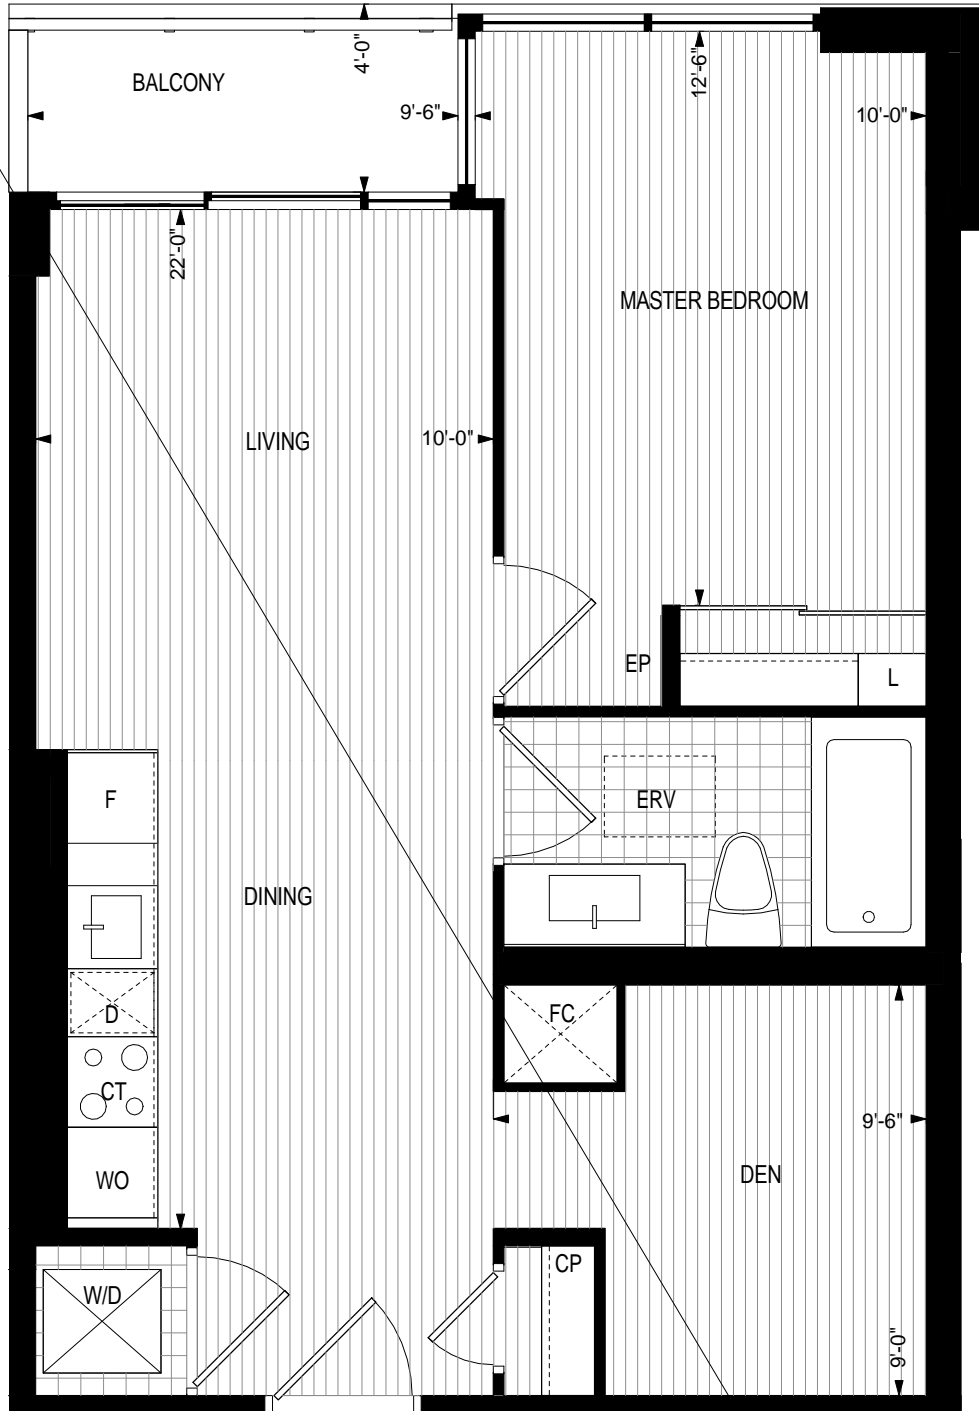 4'-0"
BALCONY
9'-6"
12'-6"
10'-0"
22'-0"
MASTER BEDROOM
LIVING
10'-0"
EP
L
F
ERV
DINING
D
FC
CT
9'-6"
WO
DEN
W/D
CP
9'-0"